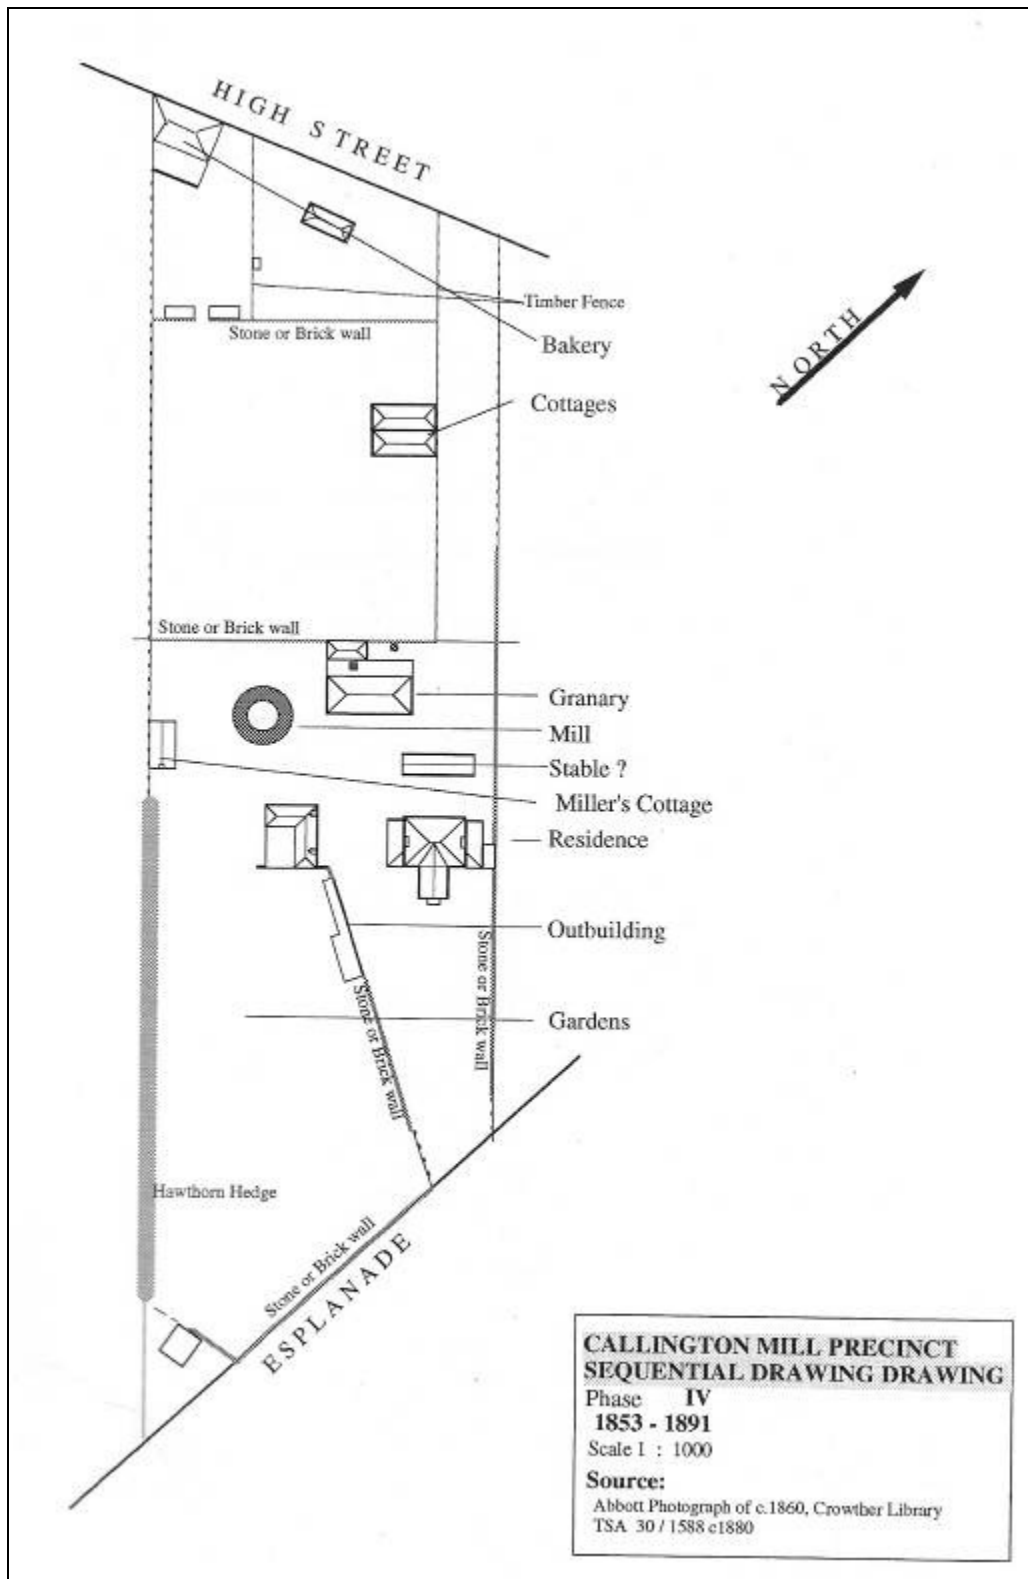 HIGH STREET
Timber Fence
Stone or Brick wall
Bakery
NORTH
Cottages
Stone or Brick wall
Granary
Mill
Stable ?
Miller's Cottage
Residence
Outbuilding
Stone or Brick wall
Stone or Brick wall
Gardens
Hawthorn Hedge
Stone or Brick wall
ESPLANADE
CALLINGTON MILL PRECINCT
SEQUENTIAL DRAWING DRAWING
Phase IV
1853 - 1891
Scale 1 : 1000
Source:
Abbott Photograph of c.1860, Crowther Library
TSA 30 / 1588 c1880